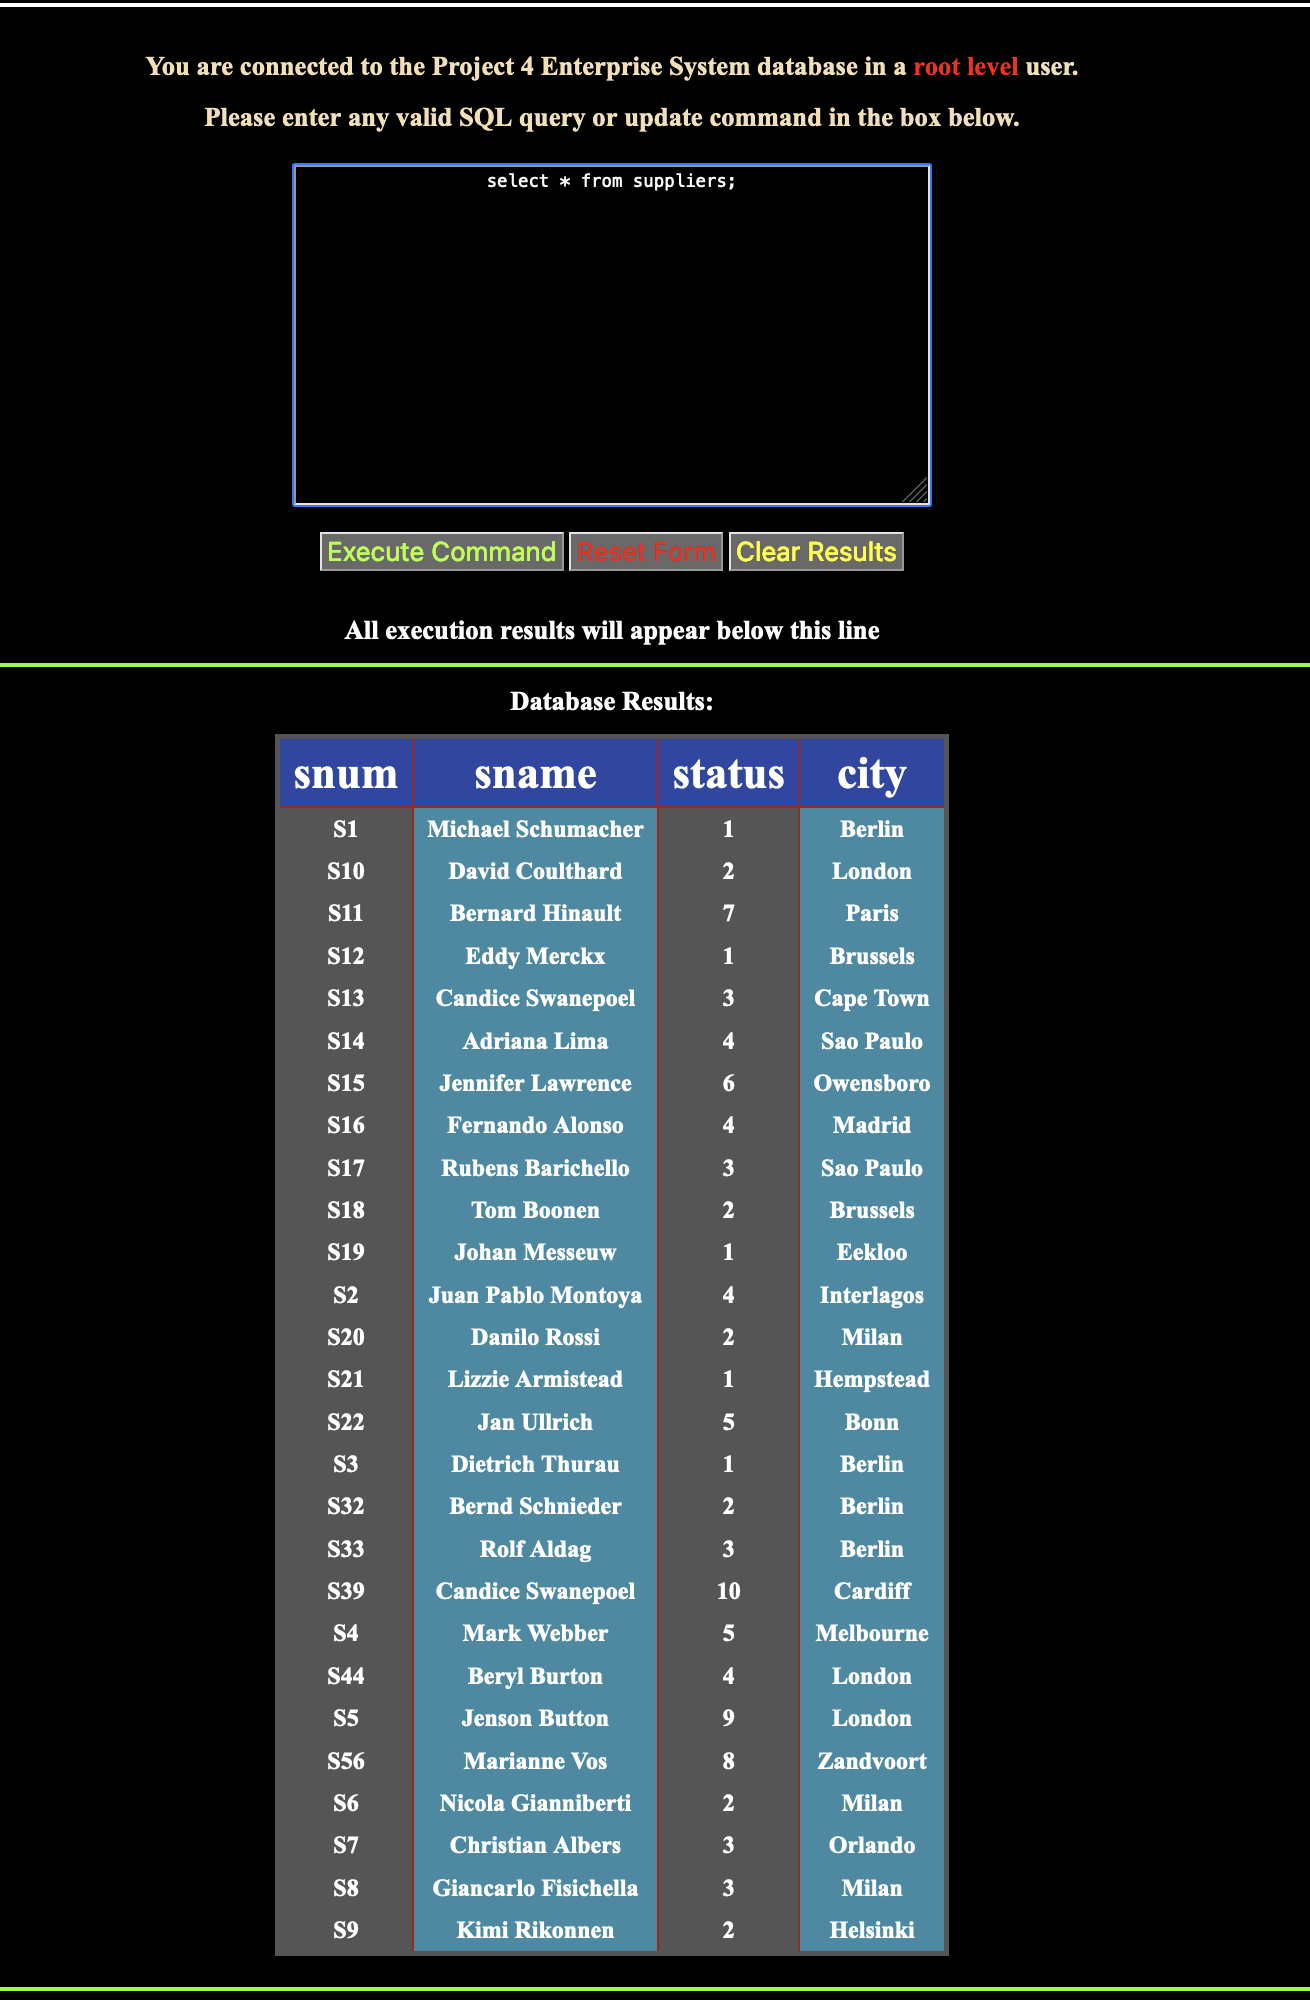 You are connected to the Project 4 Enterprise System database in a root level user.
Please enter any valid SQL query or update command in the box below.
select * from suppliers;
Execute Command Reset Form Clear Results
All execution results will appear below this line
Database Results:
snum sname status city
S1 Michael Schumacher 1 Berlin
S10 David Coulthard 2 London
S11 Bernard Hinault 7 Paris
S12 Eddy Merckx 1 Brussels
S13 Candice Swanepoel 3 Cape Town
S14 Adriana Lima 4 Sao Paulo
S15 Jennifer Lawrence 6 Owensboro
S16 Fernando Alonso 4 Madrid
S17 Rubens Barichello 3 Sao Paulo
S18 Tom Boonen 2 Brussels
S19 Johan Messeuw 1 Eekloo
S2 Juan Pablo Montoya 4 Interlagos
S20 Danilo Rossi 2 Milan
S21 Lizzie Armistead 1 Hempstead
S22 Jan Ullrich 5 Bonn
S3 Dietrich Thurau 1 Berlin
S32 Bernd Schnieder 2 Berlin
S33 Rolf Aldag 3 Berlin
S39 Candice Swanepoel 10 Cardiff
S4 Mark Webber 5 Melbourne
S44 Beryl Burton 4 London
S5 Jenson Button 9 London
S56 Marianne Vos 8 Zandvoort
S6 Nicola Gianniberti 2 Milan
S7 Christian Albers 3 Orlando
S8 Giancarlo Fisichella 3 Milan
S9 Kimi Rikonnen 2 Helsinki